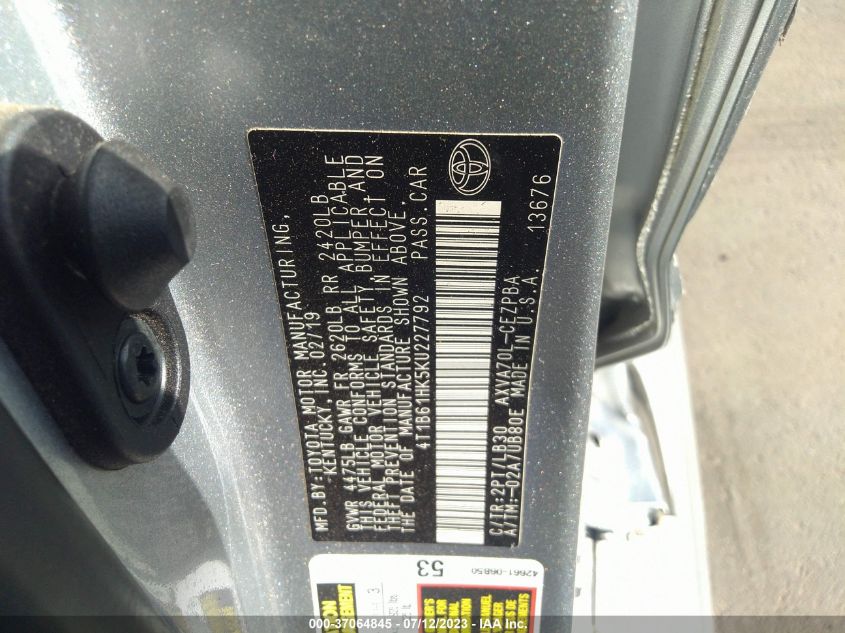 MFD. BY: TOYOTA MOTOR MANUFACTURING,
-KENTUCKY, INC. 02/19
GVWR 4475LB GAWR FR 2620LB RR 2420LB
THIS VEHICLE CONFORMS TO ALL APPLICABLE
FEDERAL MOTOR VEHICLE SAFETY, BUMPER, AND
THEFT PREVENTION STANDARDS IN EFFECT ON
THE DATE OF MANUFACTURE SHOWN ABOVE.
4T1B61HK5KU227792 PASS. CAR
C/TR:2PT/LB30 AXVA70L-CEZPBA
A/TM:-02A/UB80E MADE IN U.S.A. 13676
53
42661-06B50
3
000-37064845 - 07/12/2023 - IAA Inc.